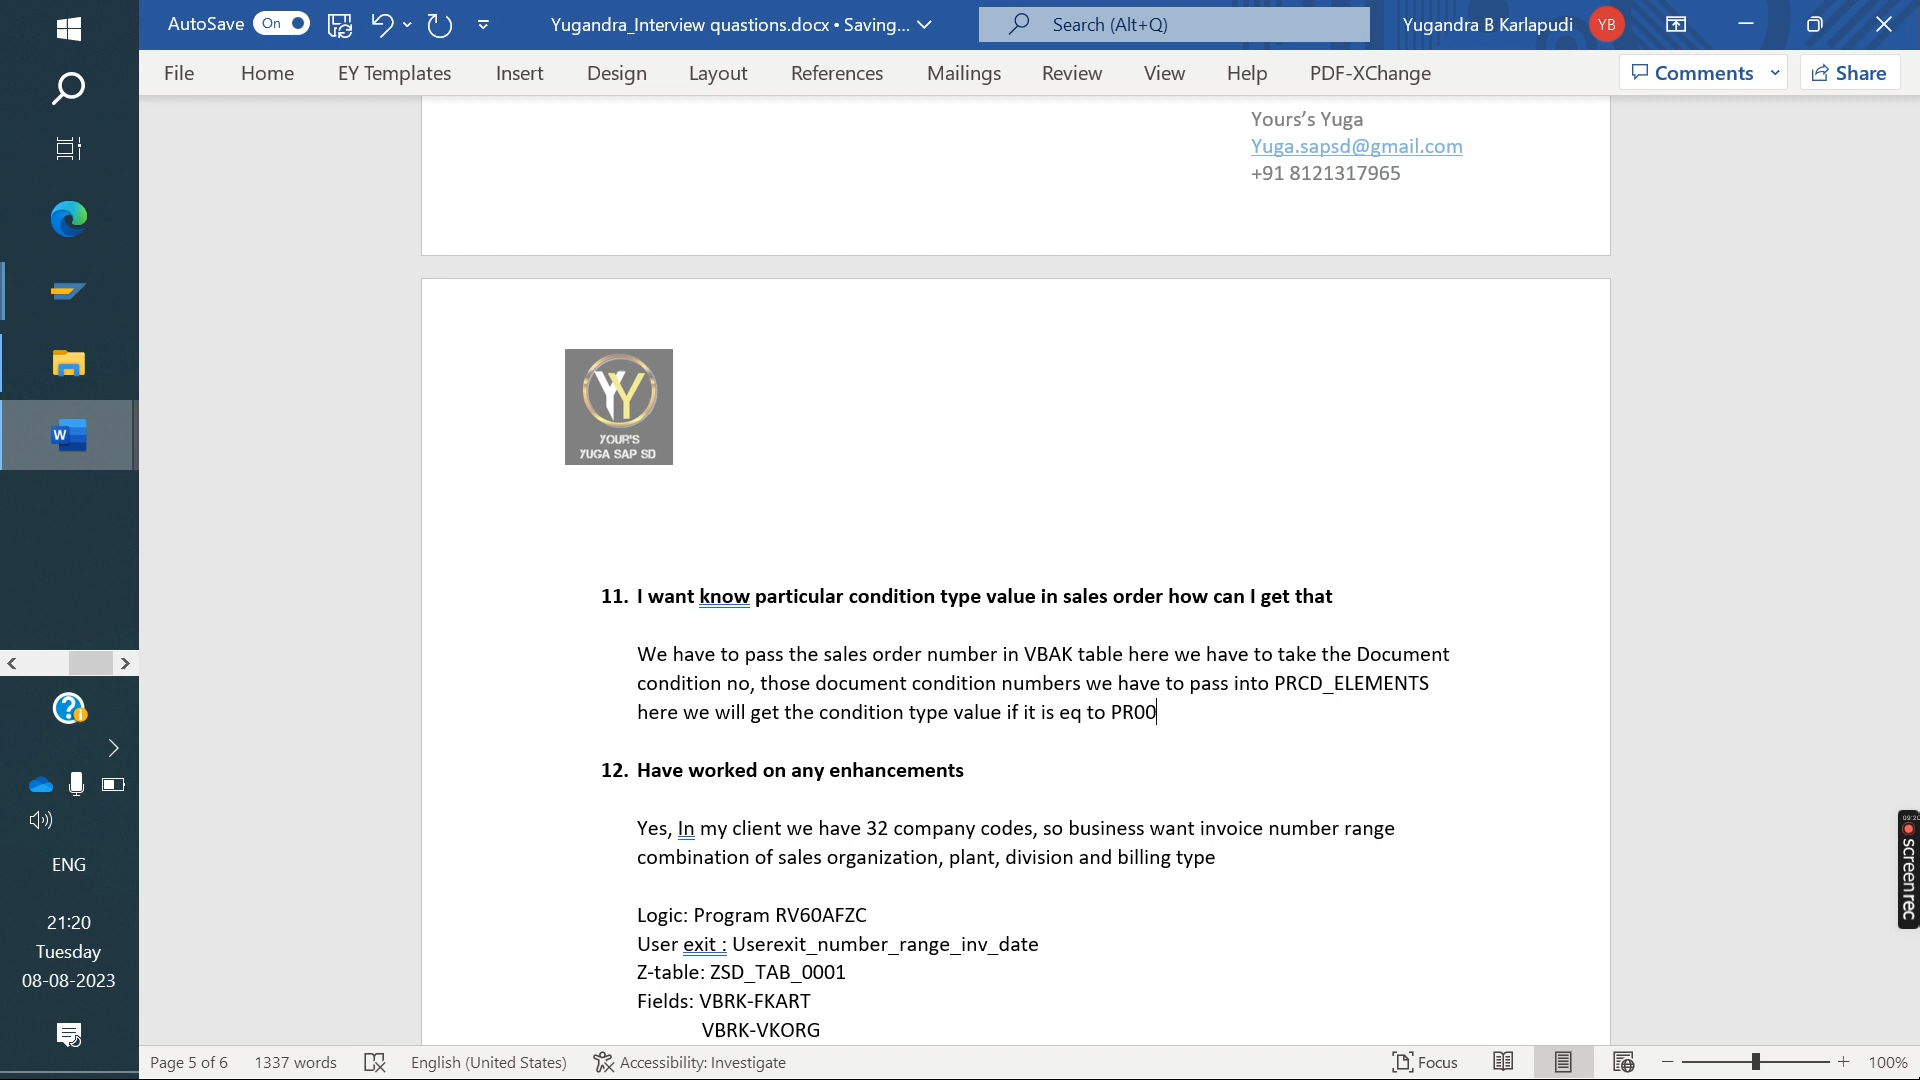 AutoSave On Yugandra_Interview quastions.docx • Saving... Search (Alt+Q) Yugandra B Karlapudi YB
File Home EY Templates Insert Design Layout References Mailings Review View Help PDF-XChange Comments Share
Yours’s Yuga
Yuga.sapsd@gmail.com
+91 8121317965
YY
YOUR'S
YUGA SAP SD
11. I want know particular condition type value in sales order how can I get that
We have to pass the sales order number in VBAK table here we have to take the Document
condition no, those document condition numbers we have to pass into PRCD_ELEMENTS
here we will get the condition type value if it is eq to PR00
12. Have worked on any enhancements
Yes, In my client we have 32 company codes, so business want invoice number range
combination of sales organization, plant, division and billing type
Logic: Program RV60AFZC
User exit : Userexit_number_range_inv_date
Z-table: ZSD_TAB_0001
Fields: VBRK-FKART
VBRK-VKORG
W
ENG
21:20
Tuesday
08-08-2023
09:20
screenrec
Page 5 of 6 1337 words English (United States) Accessibility: Investigate Focus 100%